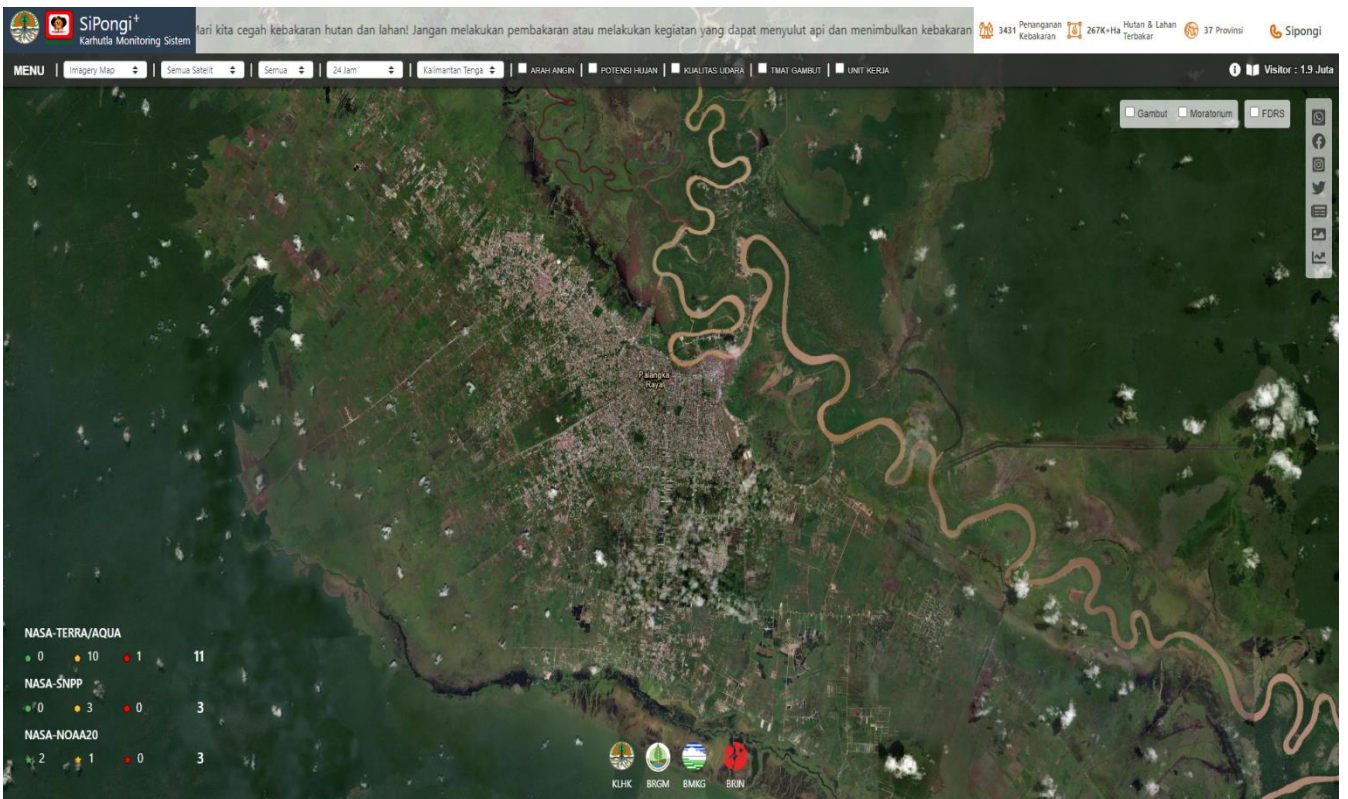 SiPongi+
Karhutla Monitoring Sistem
Mari kita cegah kebakaran hutan dan lahan! Jangan melakukan pembakaran atau melakukan kegiatan yang dapat menyulut api dan menimbulkan kebakaran
3431 Penanganan Kebakaran
267K+Ha Hutan & Lahan Terbakar
37 Provinsi
Sipongi
MENU | Imagery Map | Semua Satelit | Semua | 24 Jam | Kalimantan Tenga | ARAH ANGIN | POTENSI HUJAN | KUALITAS UDARA | TMAT GAMBUT | UNIT KERJA
Visitor : 1.9 Juta
Gambut Moratorium FDRS
Palangka
Raya
NASA-TERRA/AQUA
0 10 1 11
NASA-SNPP
0 3 0 3
NASA-NOAA20
2 1 0 3
KLHK BRGM BMKG BRIN